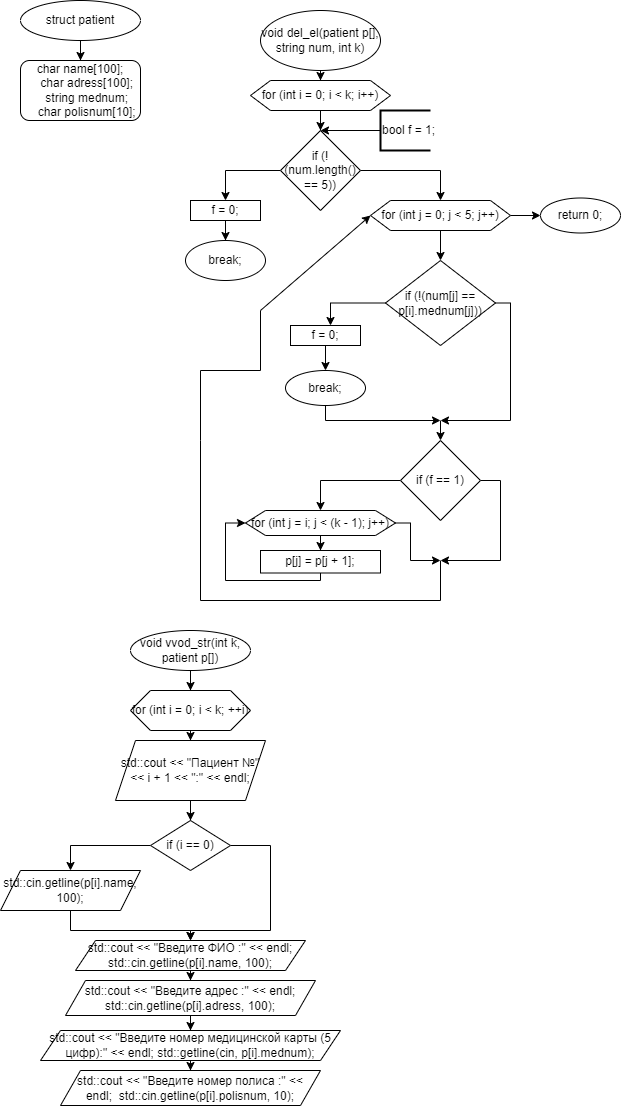 struct patient
char name[100];
char adress[100];
string mednum;
char polisnum[10];
void del_el(patient p[],
string num, int k)
for (int i = 0; i < k; i++)
bool f = 1;
if (!
(num.length()
== 5))
f = 0;
break;
for (int j = 0; j < 5; j++)
return 0;
if (!(num[j] ==
p[i].mednum[j]))
f = 0;
break;
if (f == 1)
for (int j = i; j < (k - 1); j++)
p[j] = p[j + 1];
void vvod_str(int k,
patient p[])
for (int i = 0; i < k; ++i)
std::cout << "Пациент №"
<< i + 1 << ":" << endl;
if (i == 0)
std::cin.getline(p[i].name,
100);
std::cout << "Введите ФИО :" << endl;
std::cin.getline(p[i].name, 100);
std::cout << "Введите адрес :" << endl;
std::cin.getline(p[i].adress, 100);
std::cout << "Введите номер медицинской карты (5
цифр):" << endl; std::getline(cin, p[i].mednum);
std::cout << "Введите номер полиса :" <<
endl; std::cin.getline(p[i].polisnum, 10);